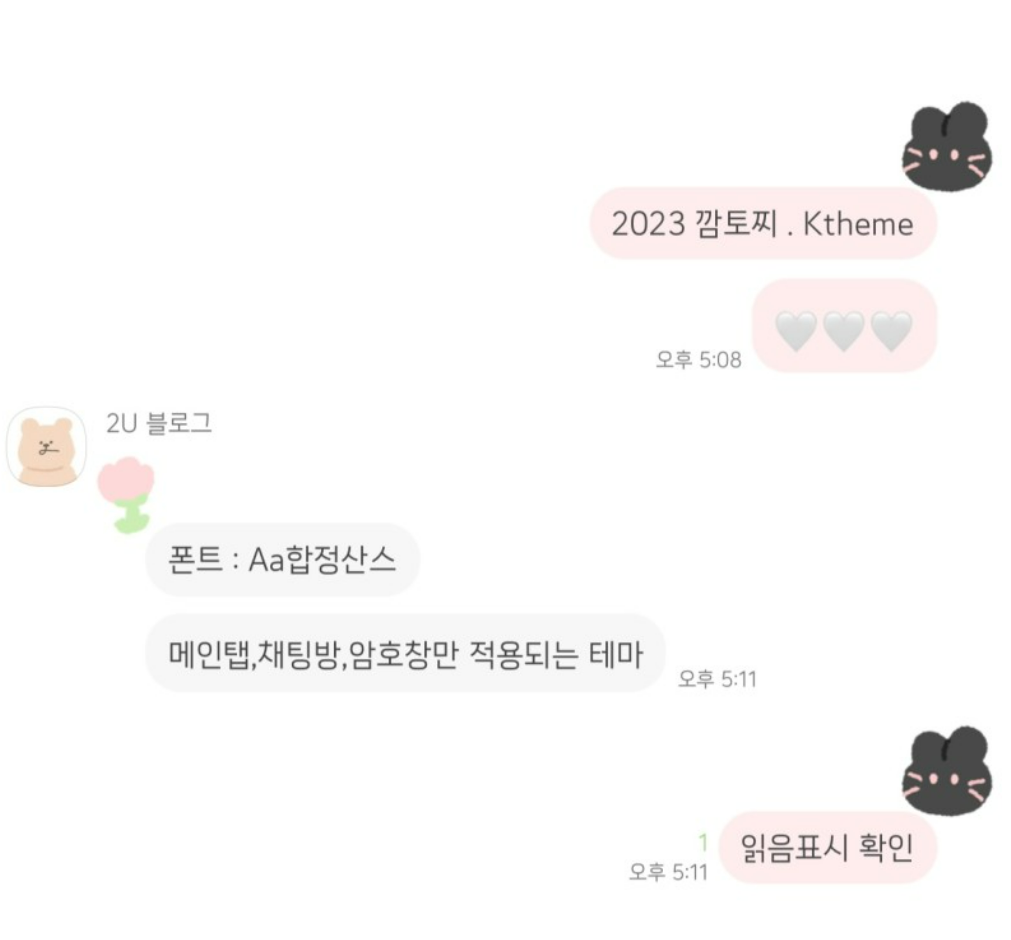 2023 깜토찌 . Ktheme
🤍🤍🤍
오후 5:08
2U 블로그
폰트 : Aa합정산스
메인탭,채팅방,암호창만 적용되는 테마
오후 5:11
읽음표시 확인
1
오후 5:11